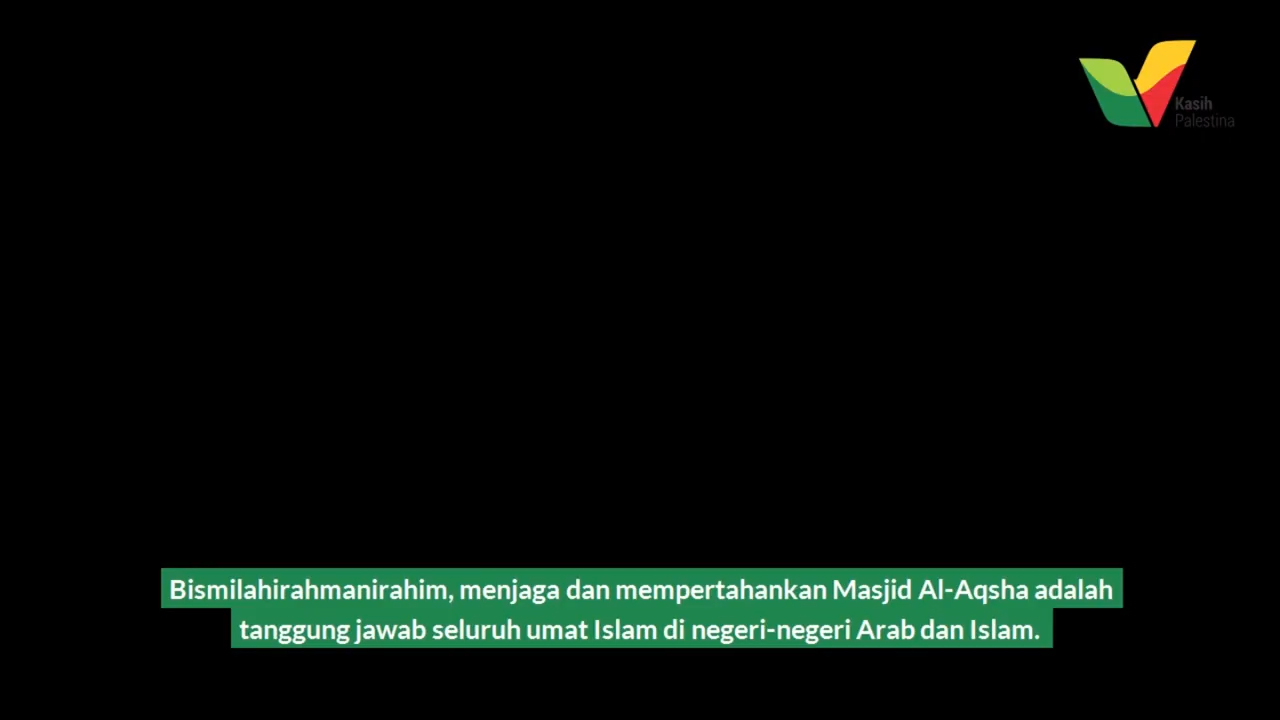 Kasih
Palestina
Bismilahirahmanirahim, menjaga dan mempertahankan Masjid Al-Aqsha adalah
tanggung jawab seluruh umat Islam di negeri-negeri Arab dan Islam.